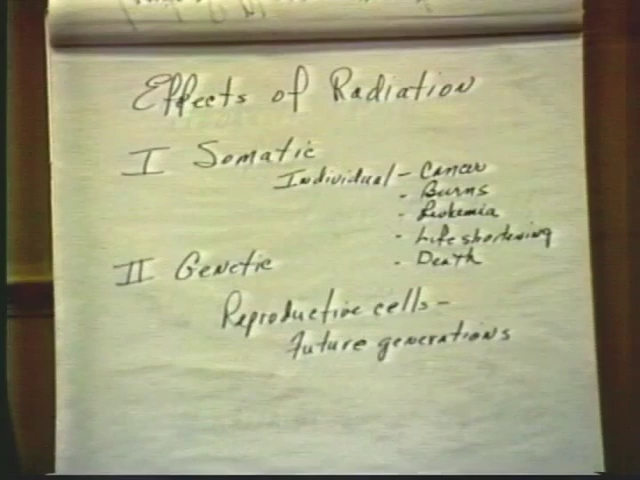 Effects of Radiation
I Somatic
Individual - Cancer
- Burns
- Leukemia
- Life shortening
- Death
II Genetic
Reproductive cells -
Future generations